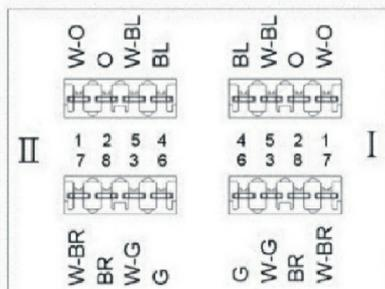 W-O O W-BL BL BL W-BL O W-O
II 1 2 5 4 4 5 2 1 I
7 8 3 6 6 3 8 7
W-BR BR W-G G G W-G BR W-BR